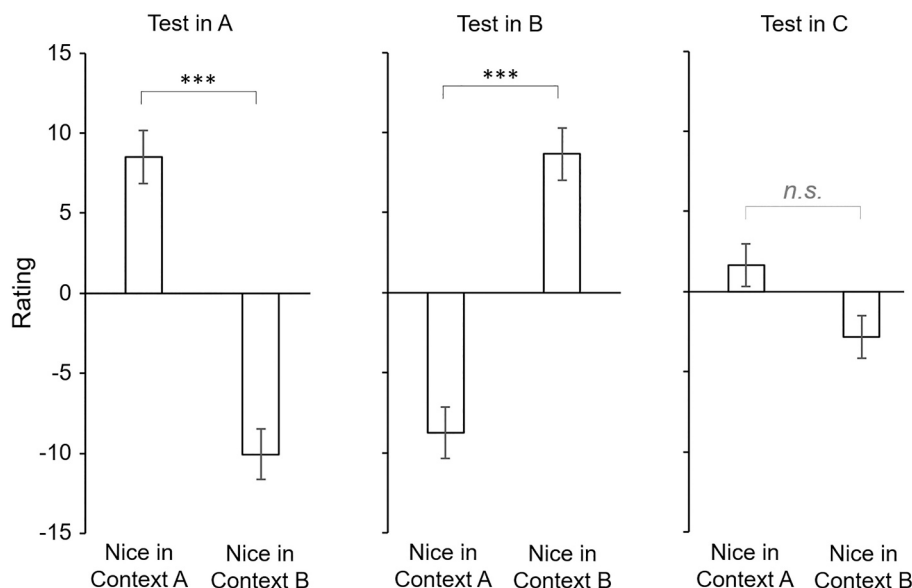 Test in A
Test in B
Test in C
15
10
5
0
-5
-10
-15
Rating
***
***
n.s.
Nice in Context A
Nice in Context B
Nice in Context A
Nice in Context B
Nice in Context A
Nice in Context B